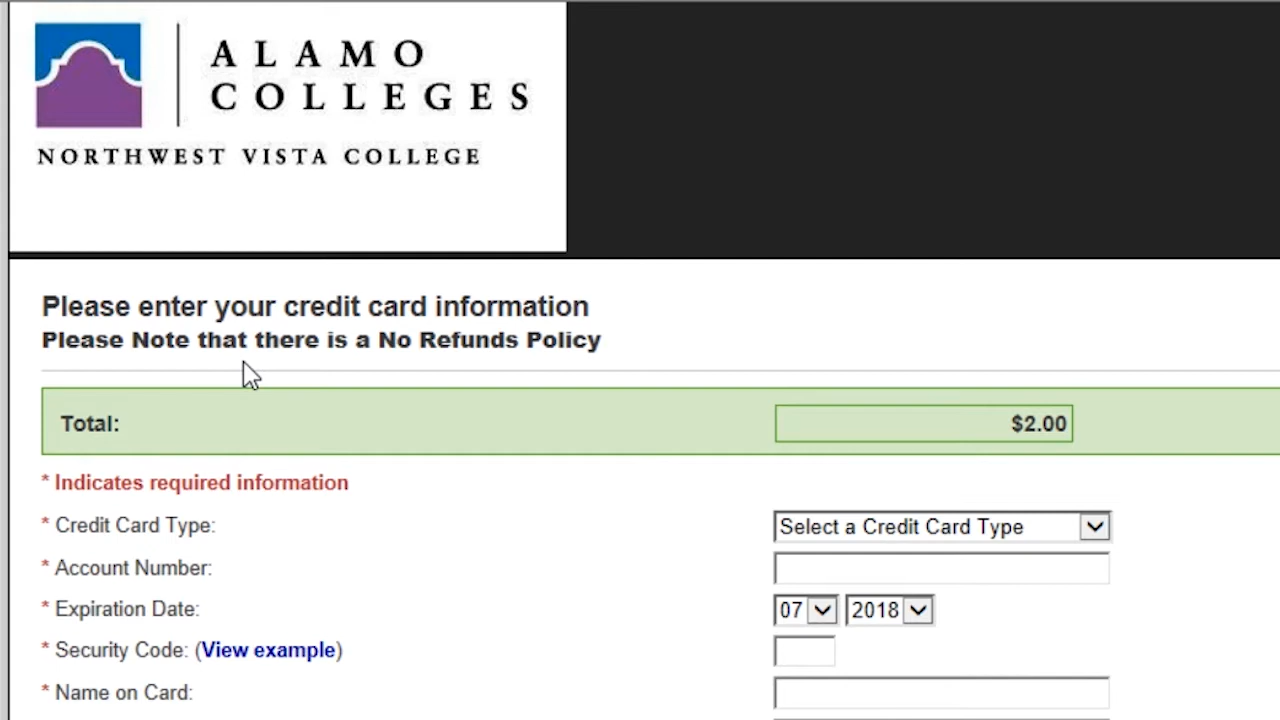 ALAMO
COLLEGES
NORTHWEST VISTA COLLEGE
Please enter your credit card information
Please Note that there is a No Refunds Policy
Total: $2.00
* Indicates required information
* Credit Card Type: Select a Credit Card Type
* Account Number:
* Expiration Date: 07 2018
* Security Code: (View example)
* Name on Card: